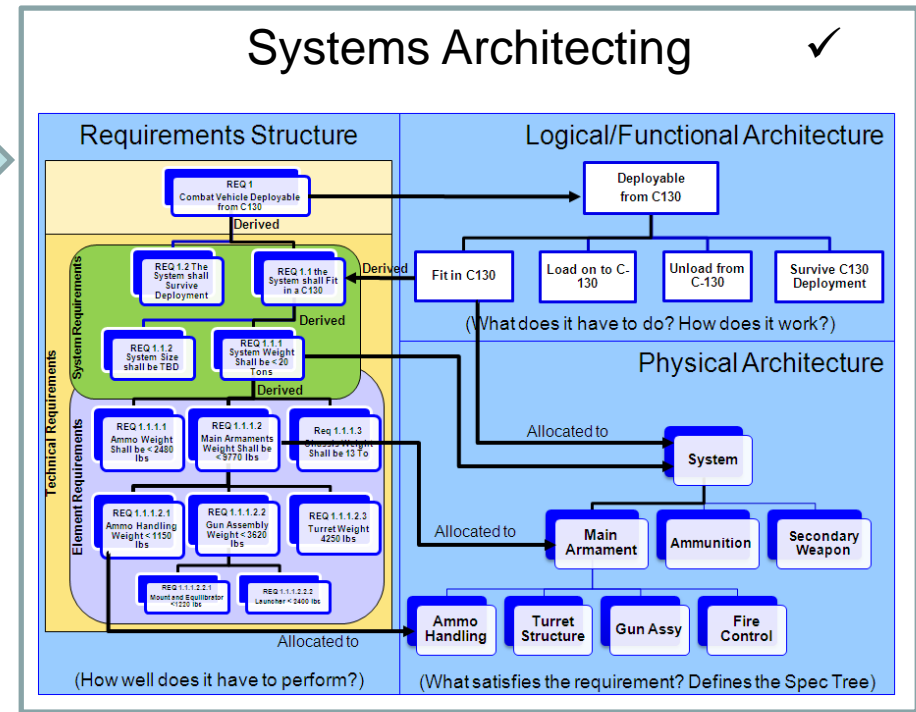 Systems Architecting ✓
Requirements Structure
REQ 1
Combat Vehicle Deployable
from C130
Derived
System Requirements
REQ 1.2 The
System shall
Survive
Deployment
REQ 1.1 the
System shall Fit
in a C130
Derived
Derived
REQ 1.1.2
System Size
shall be TBD
REQ 1.1.1
System Weight
Shall be <20
Tons
Derived
Technical Requirements
Element Requirements
REQ 1.1.1.1
Ammo Weight
Shall be <2480
lbs
REQ 1.1.1.2
Main Armaments
Weight Shall be
<9770 lbs
Req 1.1.1.3
Weight
Shall be 13 To
REQ 1.1.1.2.1
Ammo Handling
Weight <1150
lbs
REQ 1.1.1.2.2
Gun Assembly
Weight <3620
lbs
REQ 1.1.1.2.3
Turret Weight
4250 lbs
REQ 1.1.1.2.2.1
Mount and Equilibrator
<1220 lbs
REQ 1.1.1.2.2.2
Launcher <2400 lbs
Allocated to
(How well does it have to perform?)
Logical/Functional Architecture
Deployable
from C130
Fit in C130
Load on to C-
130
Unload from
C-130
Survive C130
Deployment
(What does it have to do? How does it work?)
Physical Architecture
Allocated to
System
Allocated to
Main
Armament
Ammunition
Secondary
Weapon
Ammo
Handling
Turret
Structure
Gun Assy
Fire
Control
(What satisfies the requirement? Defines the Spec Tree)